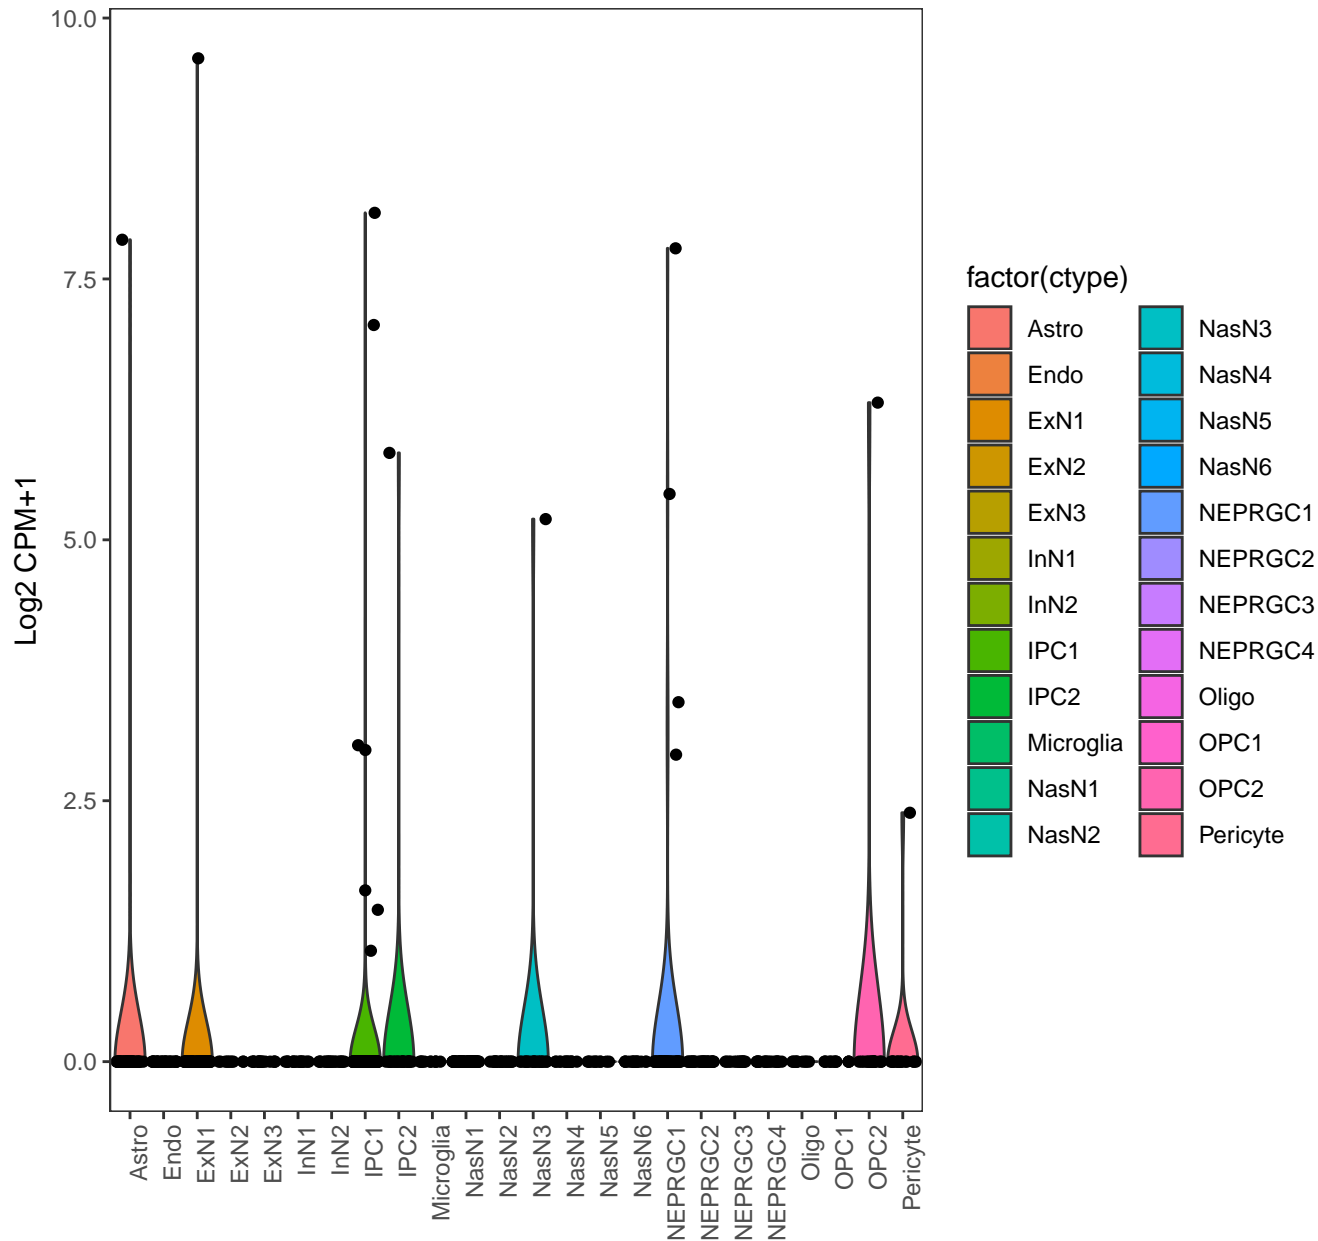 10.0
7.5
5.0
2.5
0.0
Log2 CPM+1
Astro
Endo
ExN1
ExN2
ExN3
InN1
InN2
IPC1
IPC2
Microglia
NasN1
NasN2
NasN3
NasN4
NasN5
NasN6
NEPRGC1
NEPRGC2
NEPRGC3
NEPRGC4
Oligo
OPC1
OPC2
Pericyte
factor(ctype)
Astro
Endo
ExN1
ExN2
ExN3
InN1
InN2
IPC1
IPC2
Microglia
NasN1
NasN2
NasN3
NasN4
NasN5
NasN6
NEPRGC1
NEPRGC2
NEPRGC3
NEPRGC4
Oligo
OPC1
OPC2
Pericyte